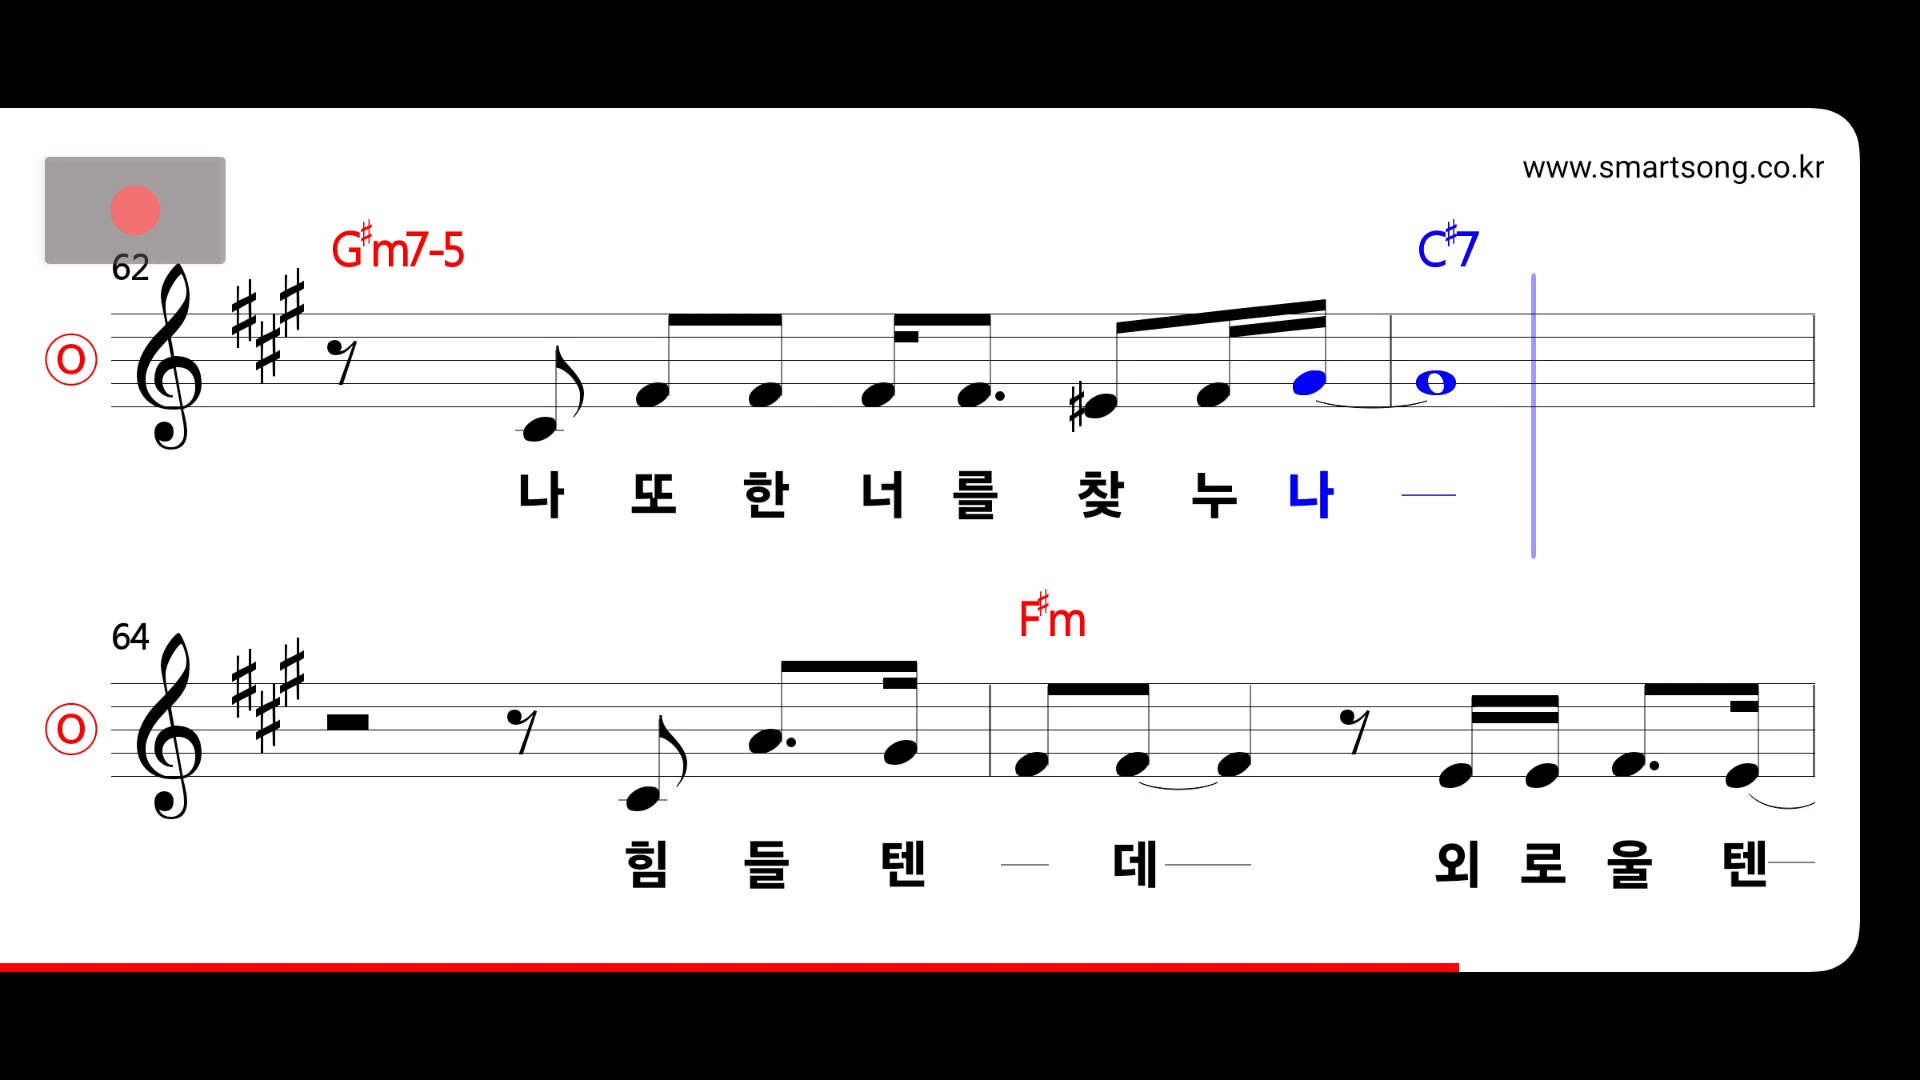 www.smartsong.co.kr
62 G♯m7-5 C♯7
O
나 또 한 너 를 찾 누 나
64 F♯m
O
힘 들 텐 데 외 로 울 텐